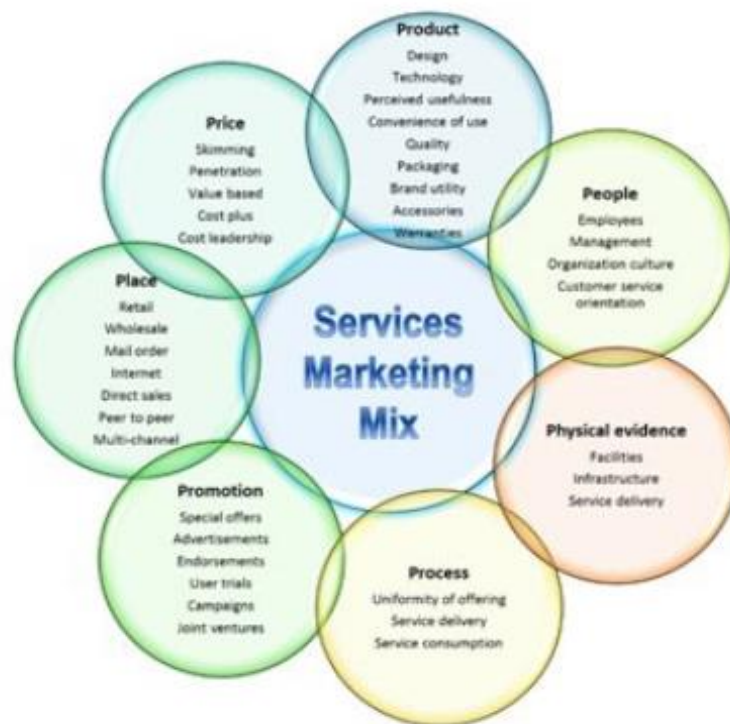 Product
Design
Technology
Perceived usefulness
Convenience of use
Quality
Packaging
Brand utility
Accessories
Warranties
Price
Skimming
Penetration
Value based
Cost plus
Cost leadership
People
Employees
Management
Organization culture
Customer service
orientation
Place
Retail
Wholesale
Mail order
Internet
Direct sales
Peer to peer
Multi-channel
Services
Marketing
Mix
Physical evidence
Facilities
Infrastructure
Service delivery
Promotion
Special offers
Advertisements
Endorsements
User trials
Campaigns
Joint ventures
Process
Uniformity of offering
Service delivery
Service consumption